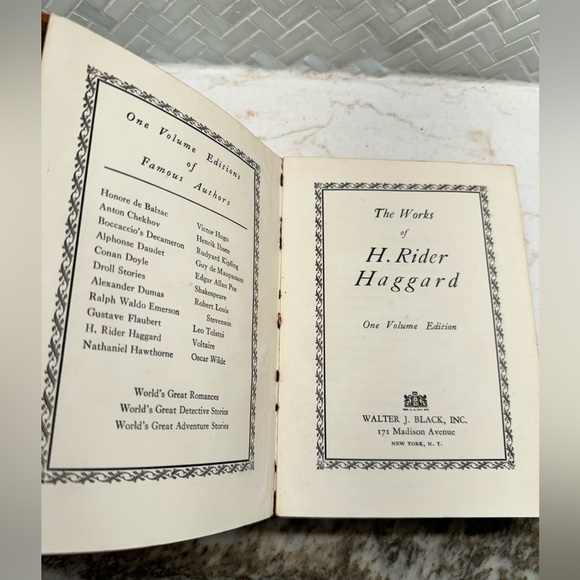 One Volume Editions
of
Famous Authors
Honore de Balzac
Anton Chekhov
Boccaccio's Decameron
Alphonse Daudet
Conan Doyle
Droll Stories
Alexander Dumas
Ralph Waldo Emerson
Gustave Flaubert
H. Rider Haggard
Nathaniel Hawthorne
Victor Hugo
Henrik Ibsen
Rudyard Kipling
Guy de Maupassant
Edgar Allan Poe
Shakespeare
Robert Louis
Stevenson
Leo Tolstoi
Voltaire
Oscar Wilde
World's Great Romances
World's Great Detective Stories
World's Great Adventure Stories
The Works
of
H. Rider
Haggard
One Volume Edition
WALTER J. BLACK, INC.
171 Madison Avenue
NEW YORK, N. Y.